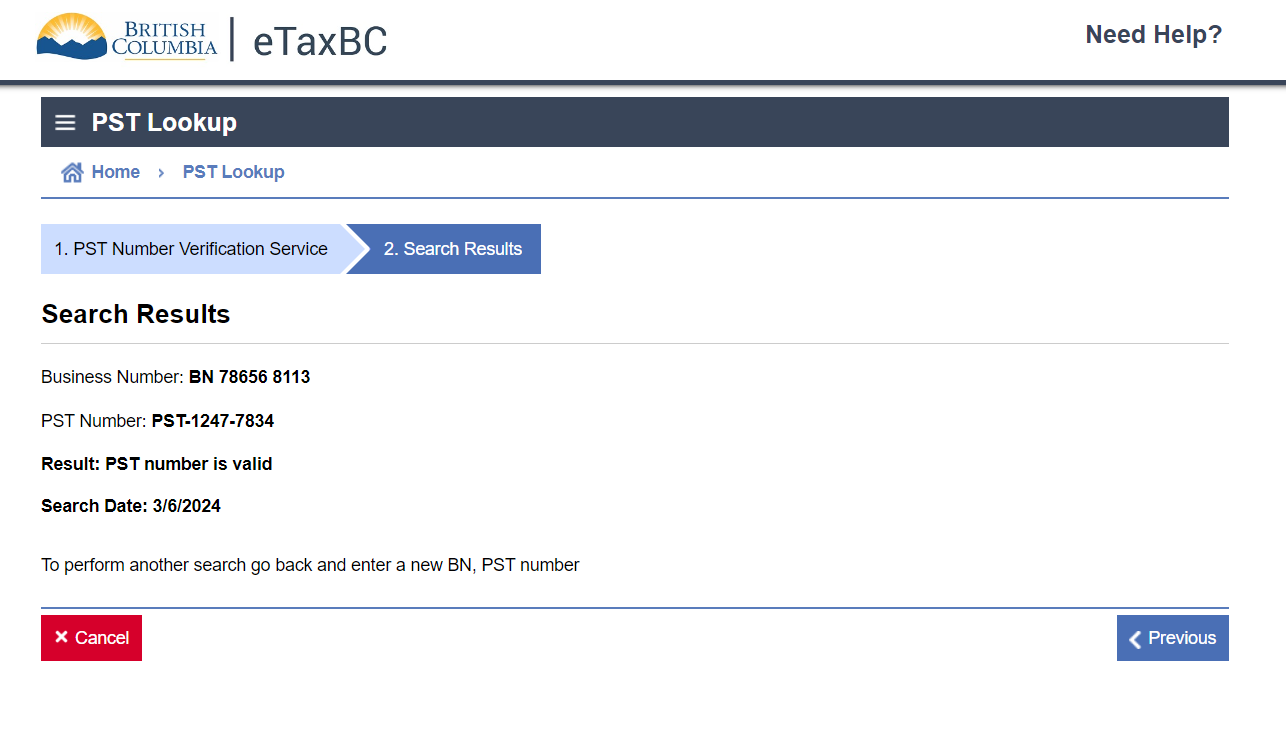 BRITISH
COLUMBIA
eTaxBC
Need Help?
PST Lookup
Home › PST Lookup
1. PST Number Verification Service
2. Search Results
Search Results
Business Number: BN 78656 8113
PST Number: PST-1247-7834
Result: PST number is valid
Search Date: 3/6/2024
To perform another search go back and enter a new BN, PST number
Cancel
Previous